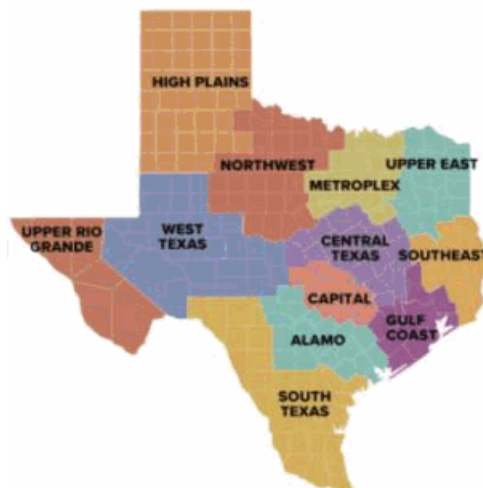 HIGH PLAINS
NORTHWEST
UPPER EAST
METROPLEX
UPPER RIO
GRANDE
WEST
TEXAS
CENTRAL
TEXAS
SOUTHEAST
CAPITAL
GULF
COAST
ALAMO
SOUTH
TEXAS